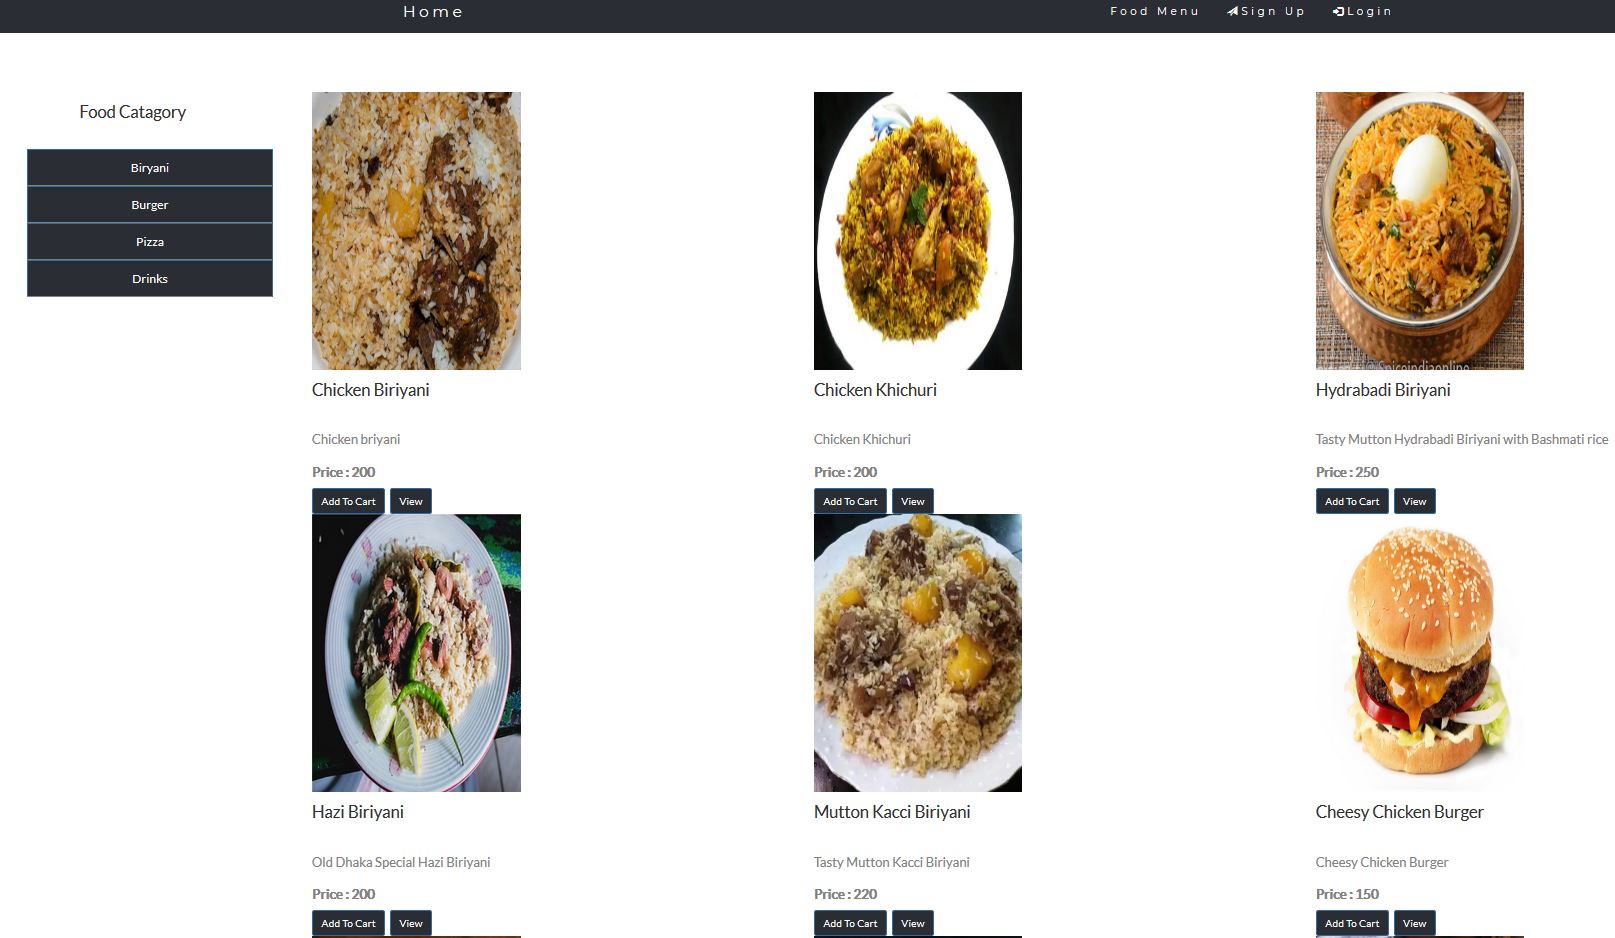 Home
Food Menu
Sign Up
Login
Food Catagory
Biryani
Burger
Pizza
Drinks
Chicken Biriyani
Chicken briyani
Price : 200
Add To Cart
View
Chicken Khichuri
Chicken Khichuri
Price : 200
Add To Cart
View
Hydrabadi Biriyani
Tasty Mutton Hydrabadi Biriyani with Bashmati rice
Price : 250
Add To Cart
View
Hazi Biriyani
Old Dhaka Special Hazi Biriyani
Price : 200
Add To Cart
View
Mutton Kacci Biriyani
Tasty Mutton Kacci Biriyani
Price : 220
Add To Cart
View
Cheesy Chicken Burger
Cheesy Chicken Burger
Price : 150
Add To Cart
View